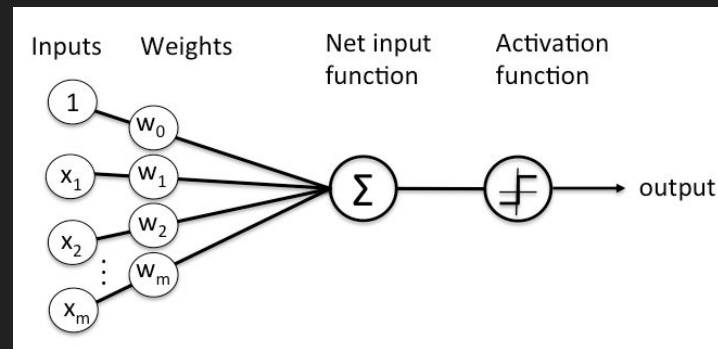 Inputs Weights Net input function Activation function
1
w₀
x₁ w₁
x₂ w₂
⋮
wₘ
xₘ
Σ
output